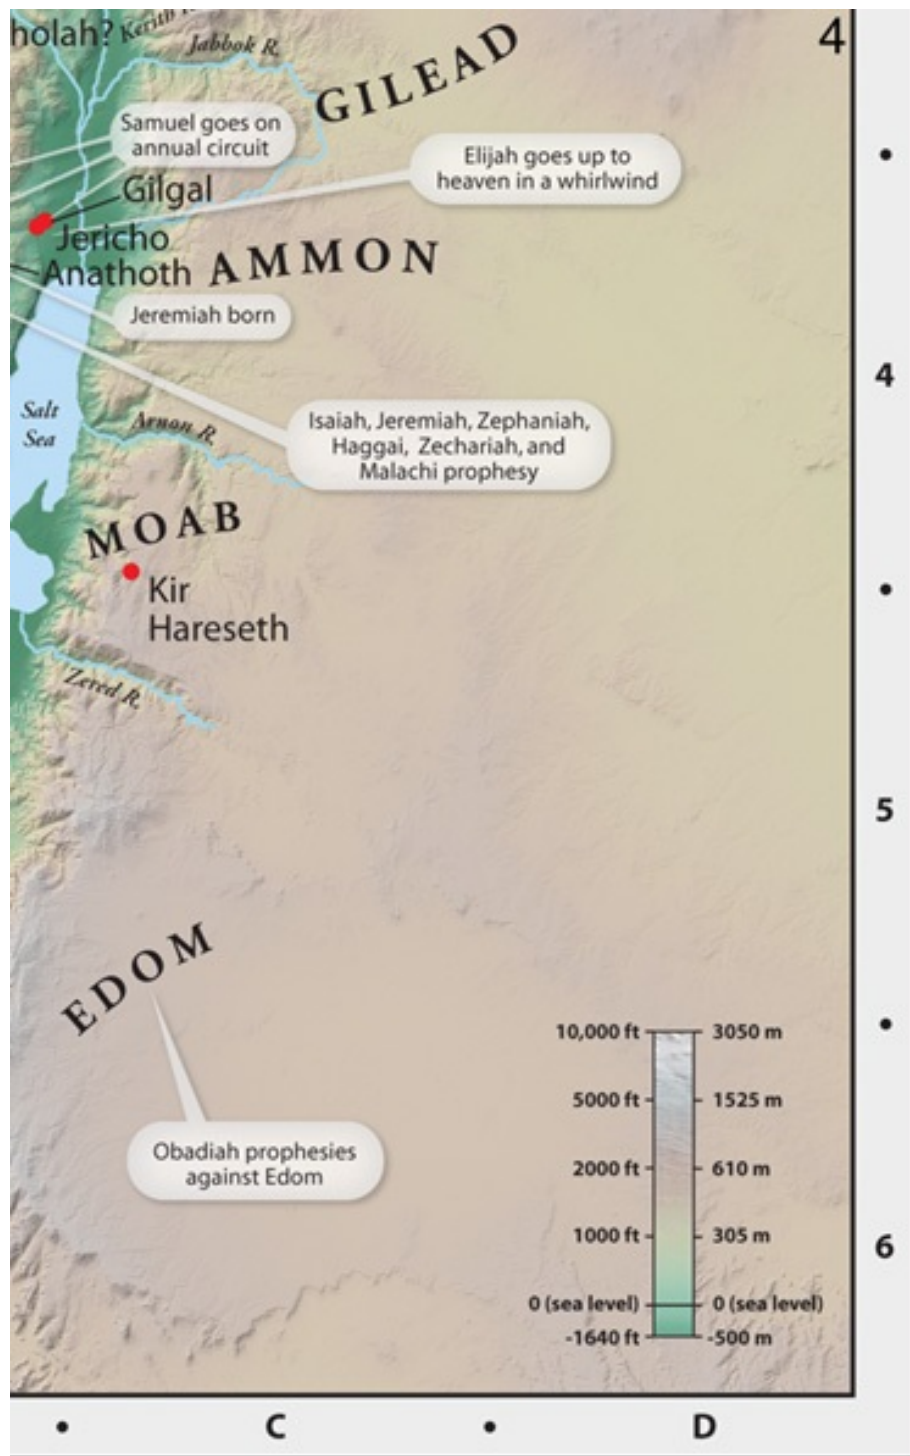 holah?
Kerith
Jabbok R.
4
GILEAD
Samuel goes on
annual circuit
Elijah goes up to
heaven in a whirlwind
Gilgal
Jericho
Anathoth
AMMON
Jeremiah born
4
Salt
Sea
Arnon R.
Isaiah, Jeremiah, Zephaniah,
Haggai, Zechariah, and
Malachi prophesy
MOAB
Kir
Hareseth
Zered R.
5
EDOM
10,000 ft
3050 m
5000 ft
1525 m
Obadiah prophesies
against Edom
2000 ft
610 m
1000 ft
305 m
6
0 (sea level)
0 (sea level)
-1640 ft
-500 m
C
D